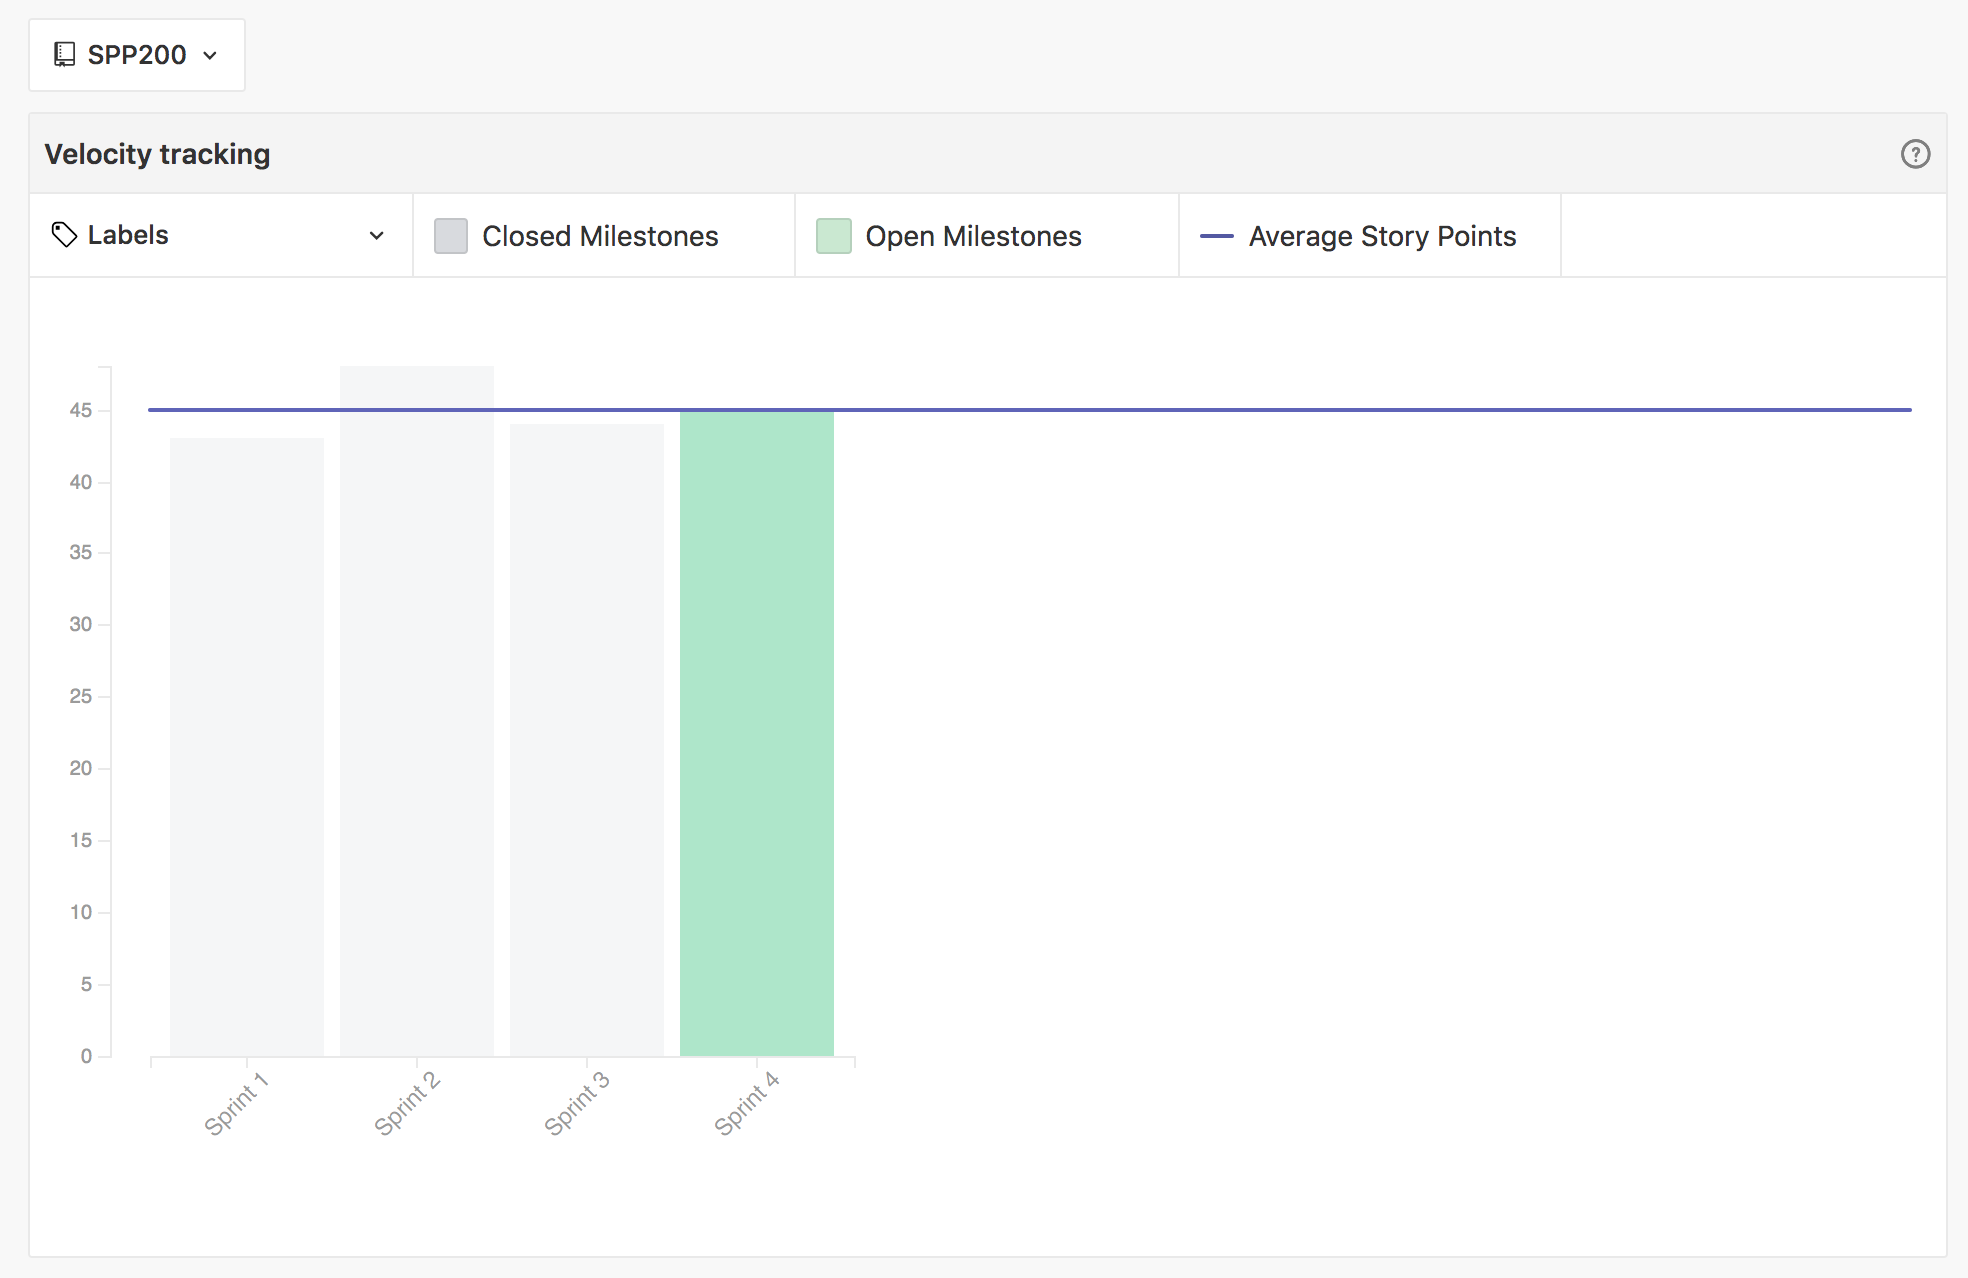 SPP200
Velocity tracking
?
Labels
Closed Milestones
Open Milestones
Average Story Points
45
40
35
30
25
20
15
10
5
0
Sprint 1
Sprint 2
Sprint 3
Sprint 4